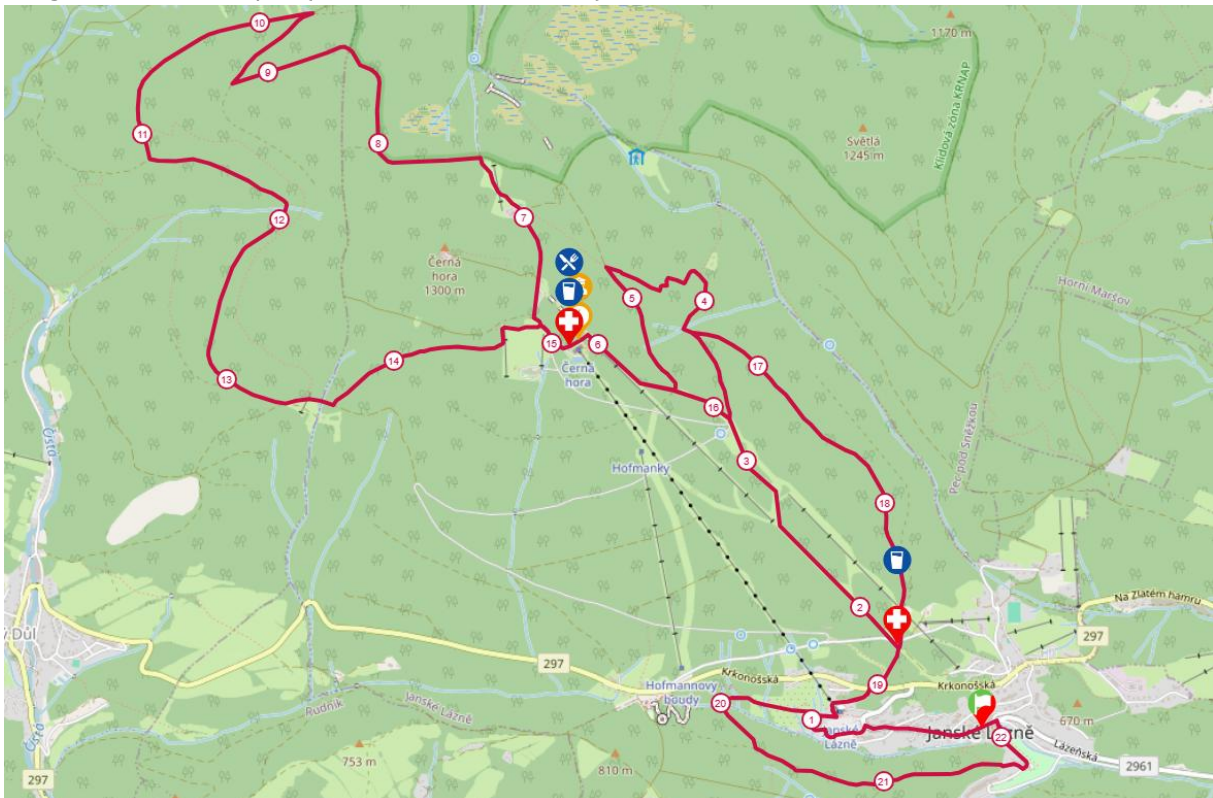 10
1170 m
9
Klidová zóna KRNAP
11
8
Světlá
1245 m
12
7
Černá
hora
1300 m
5
4
Horní Maršov
15
6
14
17
Černá
hora
13
16
Čistá
3
Hofmanky
Pec pod Sněžkou
18
2
Na Zlatém hamru
297
ý Důl
297
Krkonošská
Krkonošská
19
Hofmannovy
boudy
20
Janské Lázně
Rudník
1
670 m
Lázně
Janské Lázně
22
Lázeňská
Čistá
753 m
810 m
21
2961
297